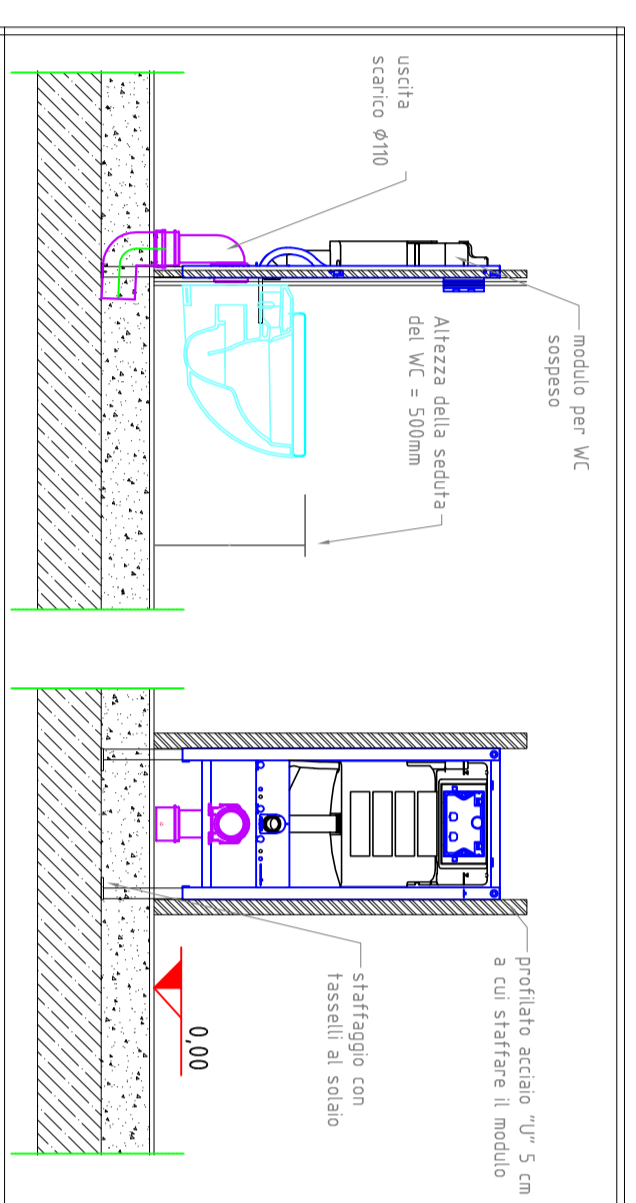 uscita
scarico ϕ110
modulo per WC
sospeso
Altezza della seduta
del WC = 500mm
profilato acciaio "U" 5 cm
a cui staffare il modulo
staffaggio con
tasselli al solaio
0,00